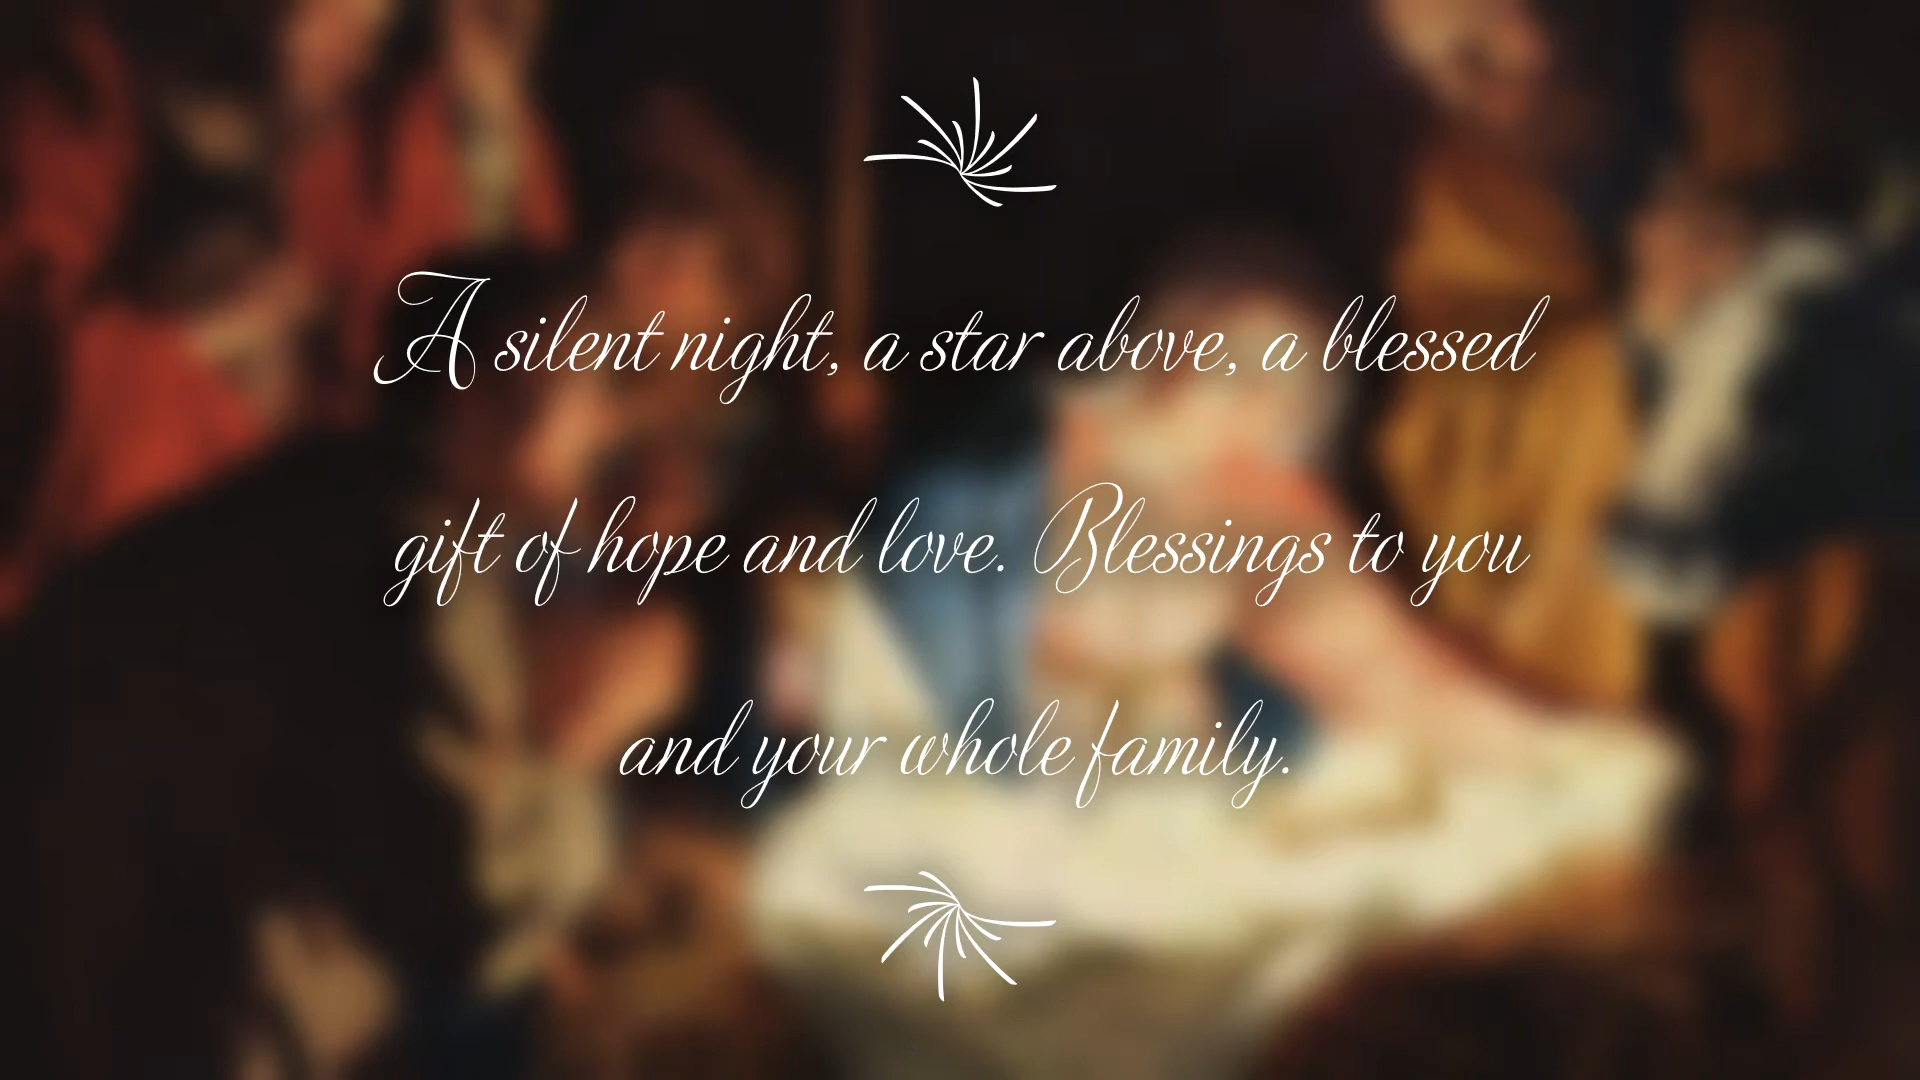 A silent night, a star above, a blessed
gift of hope and love. Blessings to you
and your whole family.